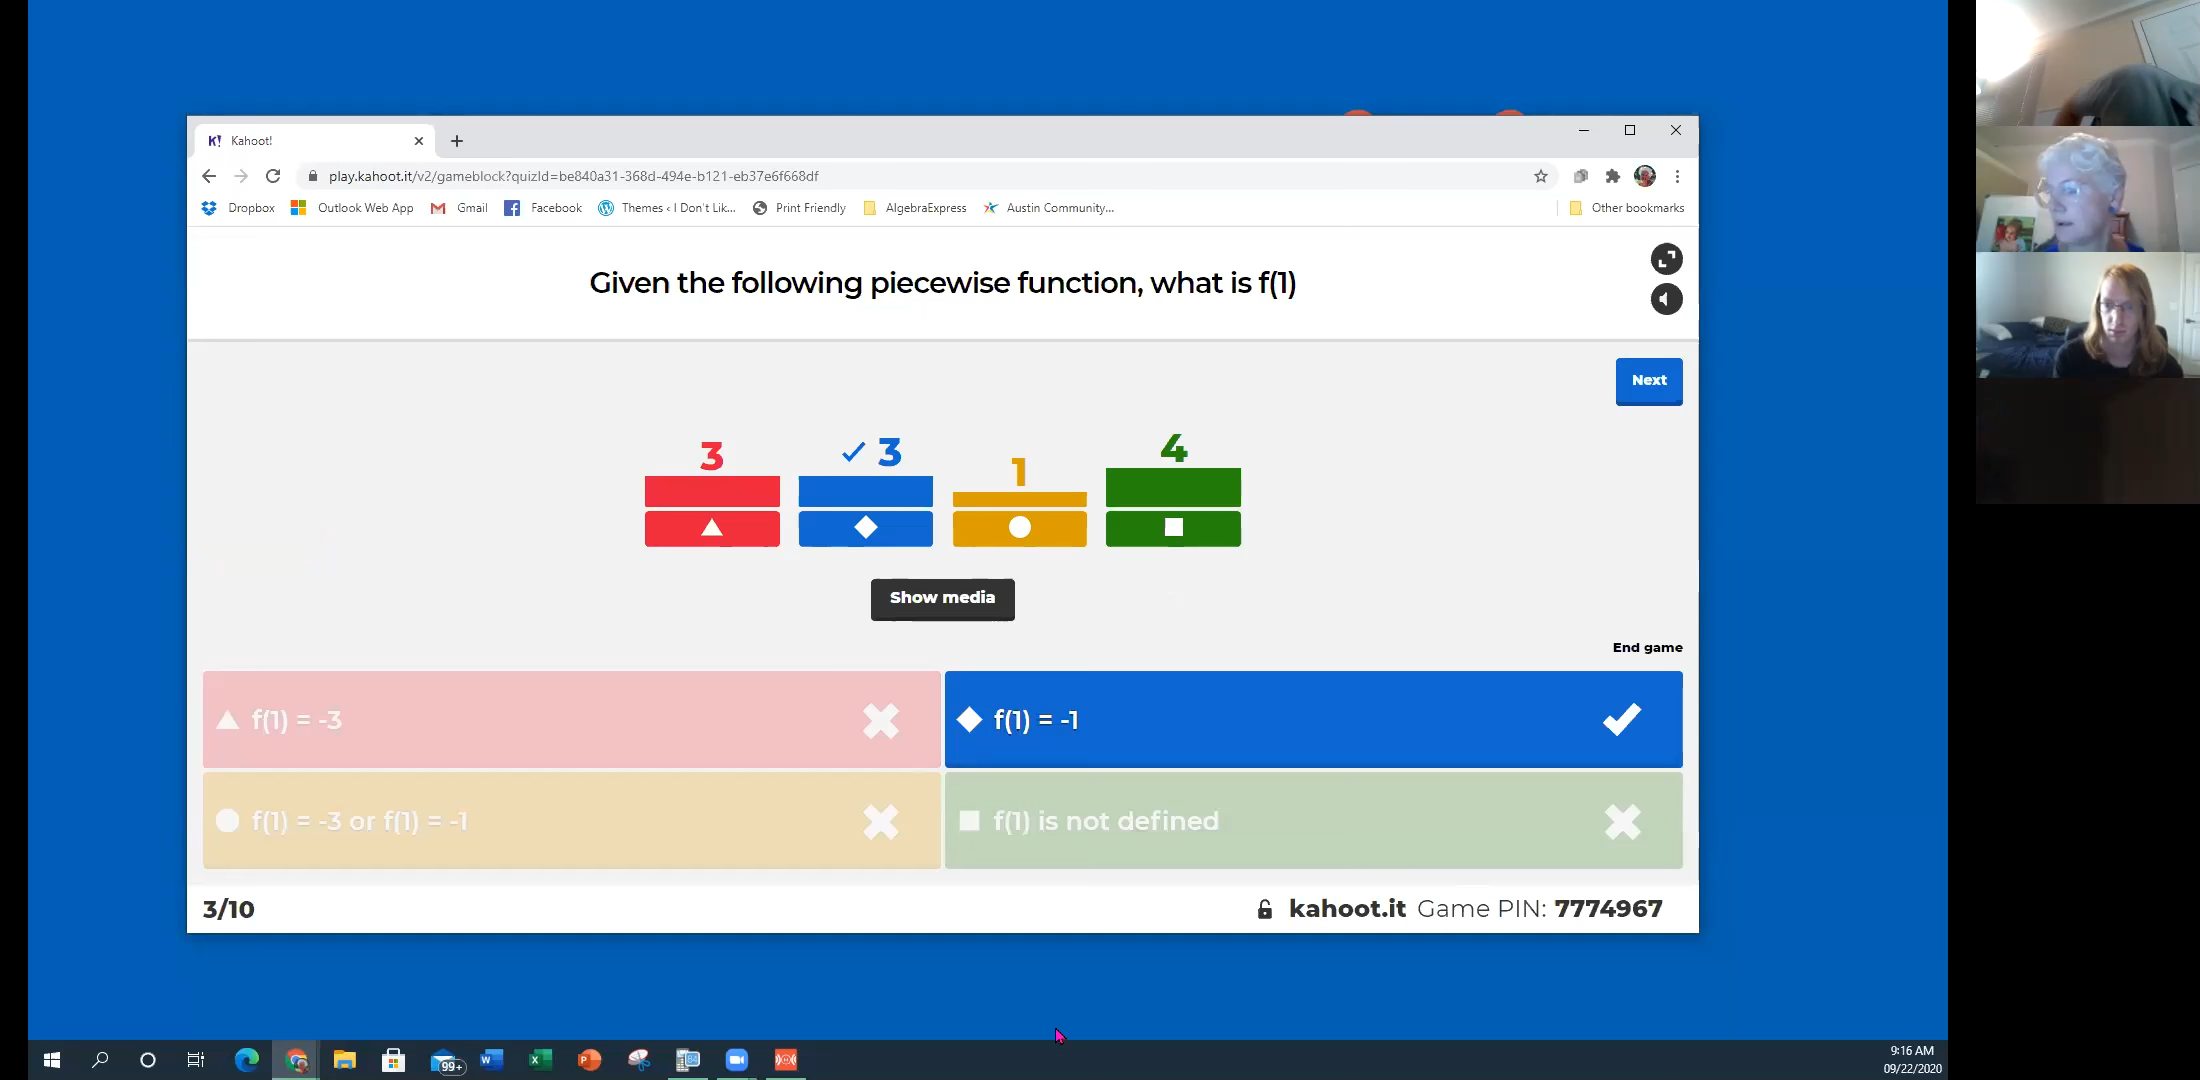 K! Kahoot!
play.kahoot.it/v2/gameblock?quizId=be840a31-368d-494e-b121-eb37e6f668df
Dropbox Outlook Web App Gmail Facebook Themes ‹ I Don't Lik... Print Friendly AlgebraExpress Austin Community... Other bookmarks
Given the following piecewise function, what is f(1)
Next
3 3 1 4
Show media
End game
f(1) = -3
f(1) = -1
f(1) = -3 or f(1) = -1
f(1) is not defined
3/10
kahoot.it Game PIN: 7774967
99+
84
9:16 AM
09/22/2020